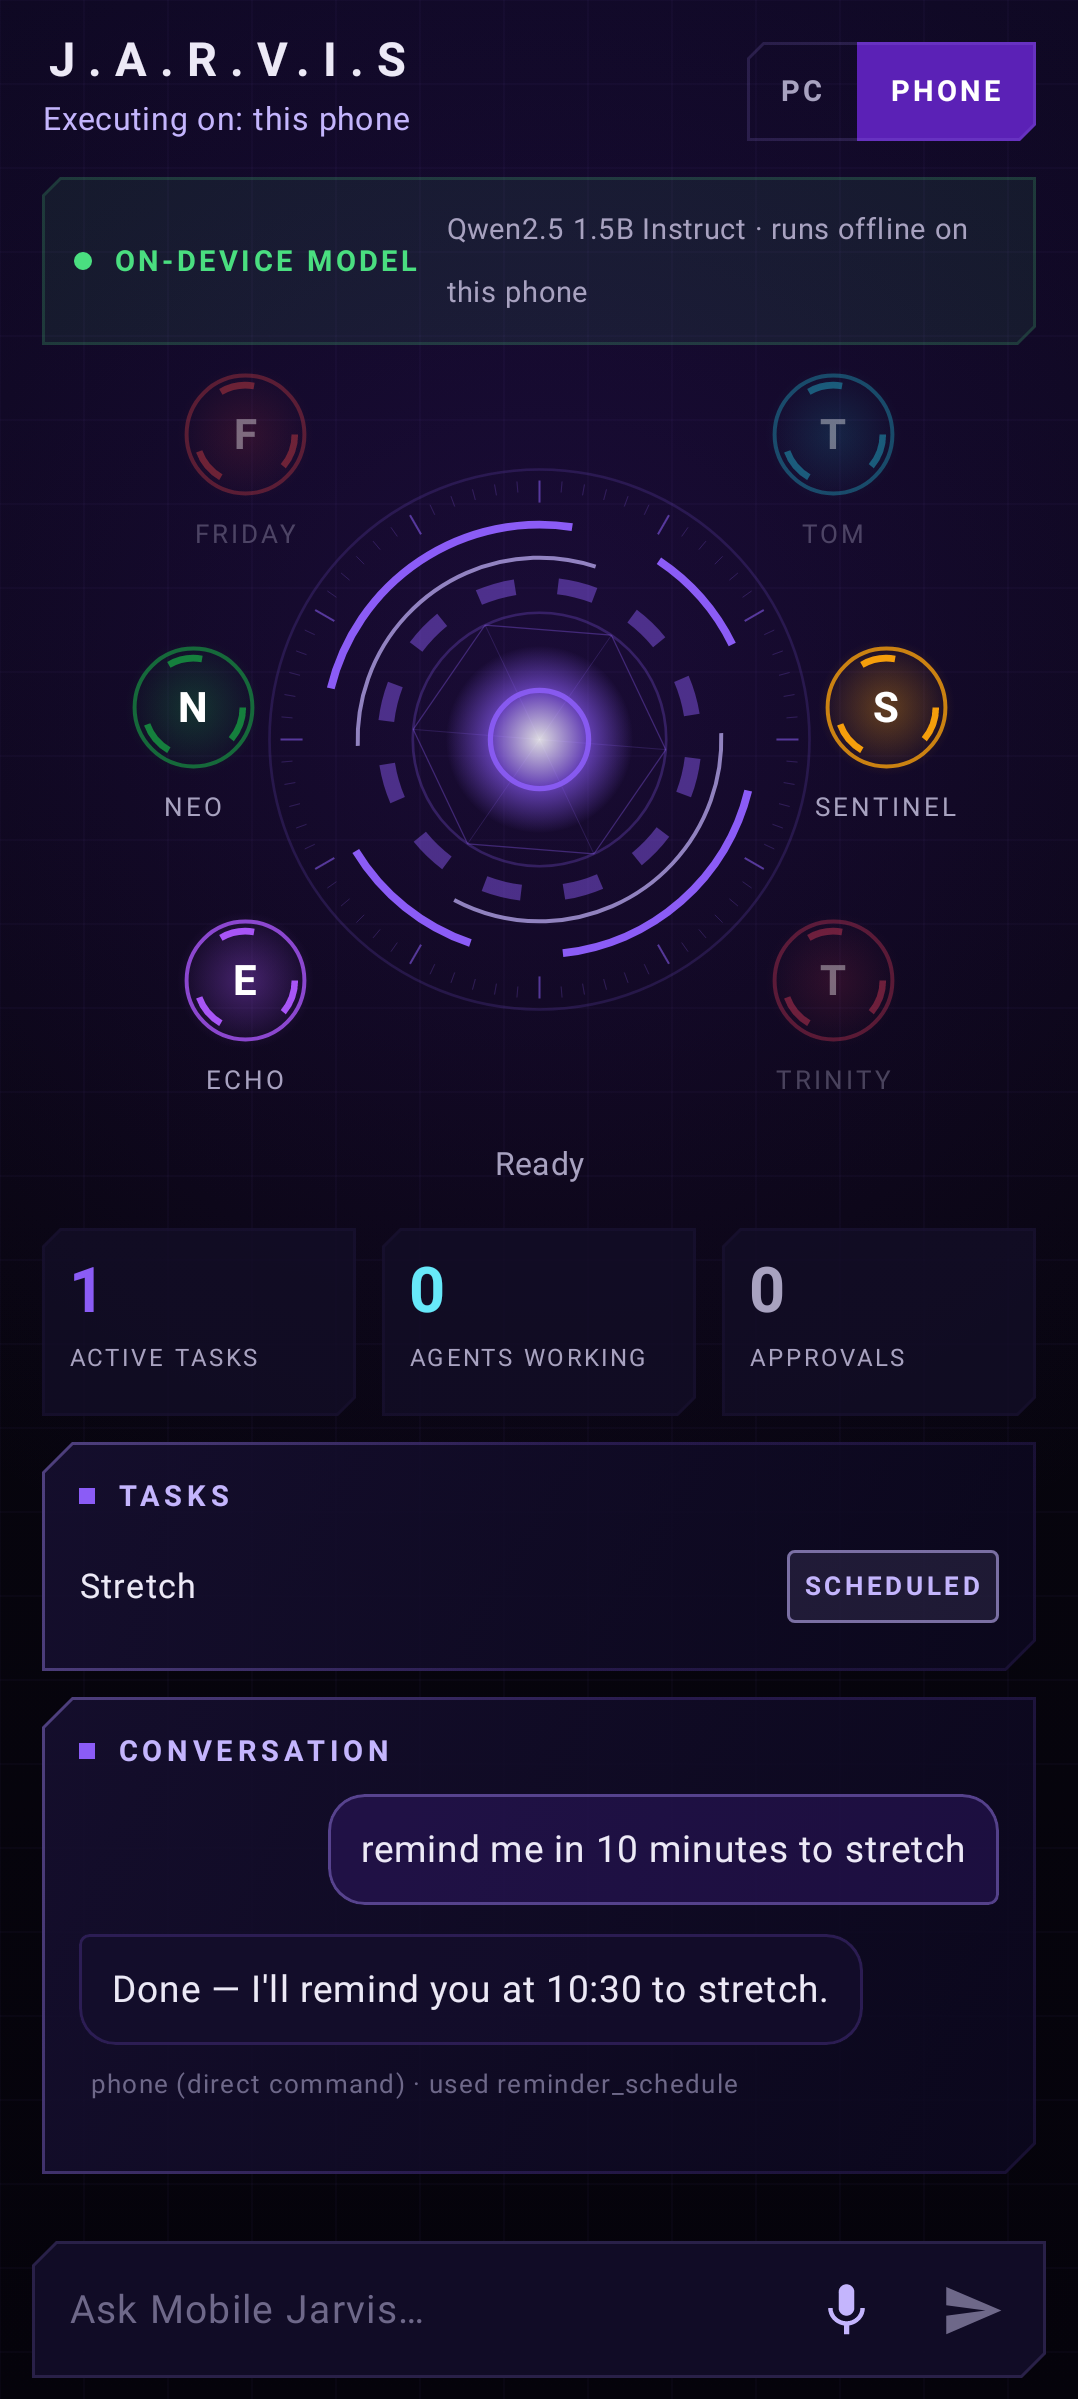 J.A.R.V.I.S
Executing on: this phone
PC
PHONE
ON-DEVICE MODEL
Qwen2.5 1.5B Instruct · runs offline on
this phone
F
FRIDAY
T
TOM
N
NEO
S
SENTINEL
E
ECHO
T
TRINITY
Ready
1
ACTIVE TASKS
0
AGENTS WORKING
0
APPROVALS
TASKS
Stretch
SCHEDULED
CONVERSATION
remind me in 10 minutes to stretch
Done — I'll remind you at 10:30 to stretch.
phone (direct command) · used reminder_schedule
Ask Mobile Jarvis…